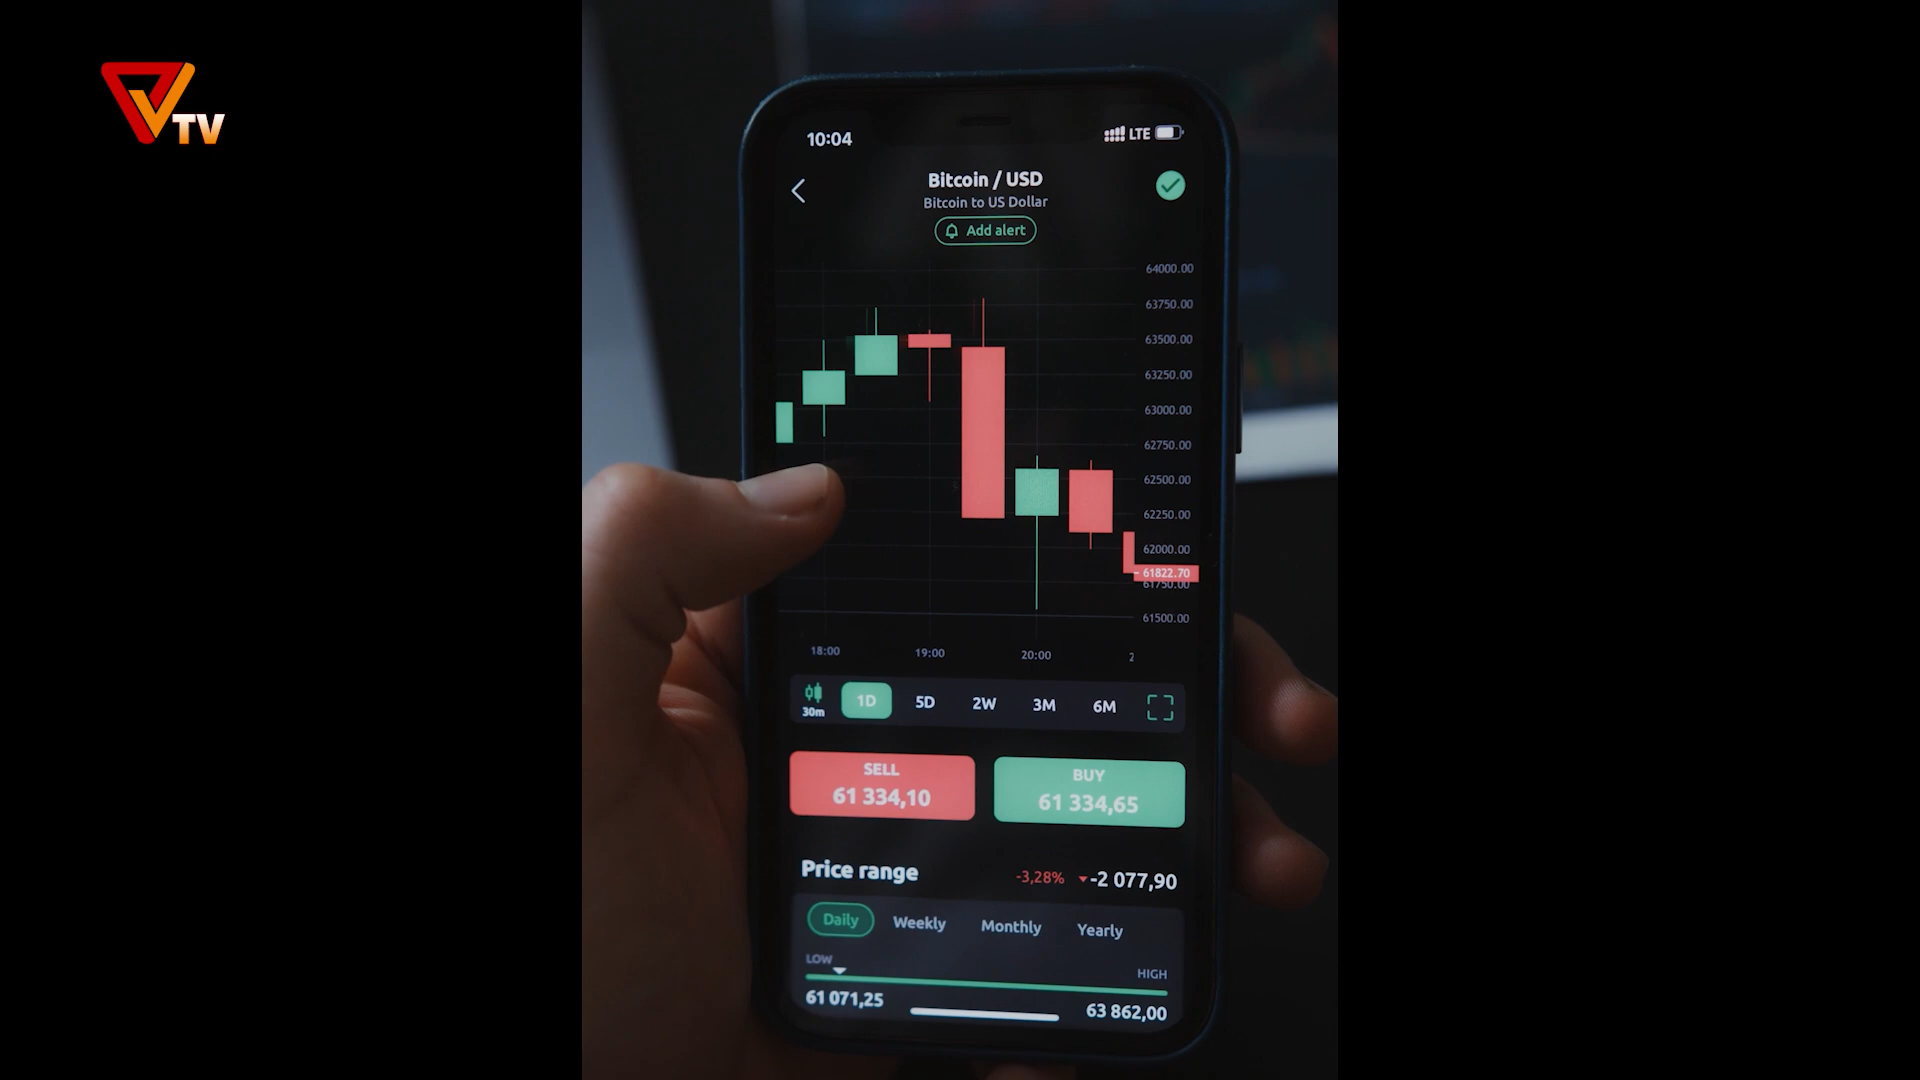 TV
10:04
LTE
Bitcoin / USD
Bitcoin to US Dollar
Add alert
64000.00
63750.00
63500.00
63250.00
63000.00
62750.00
62500.00
62250.00
62000.00
61822.70
61750.00
61500.00
18:00 19:00 20:00 2
30m 1D 5D 2W 3M 6M
SELL
61 334,10
BUY
61 334,65
Price range -3,28% -2 077,90
Daily Weekly Monthly Yearly
LOW HIGH
61 071,25 63 862,00